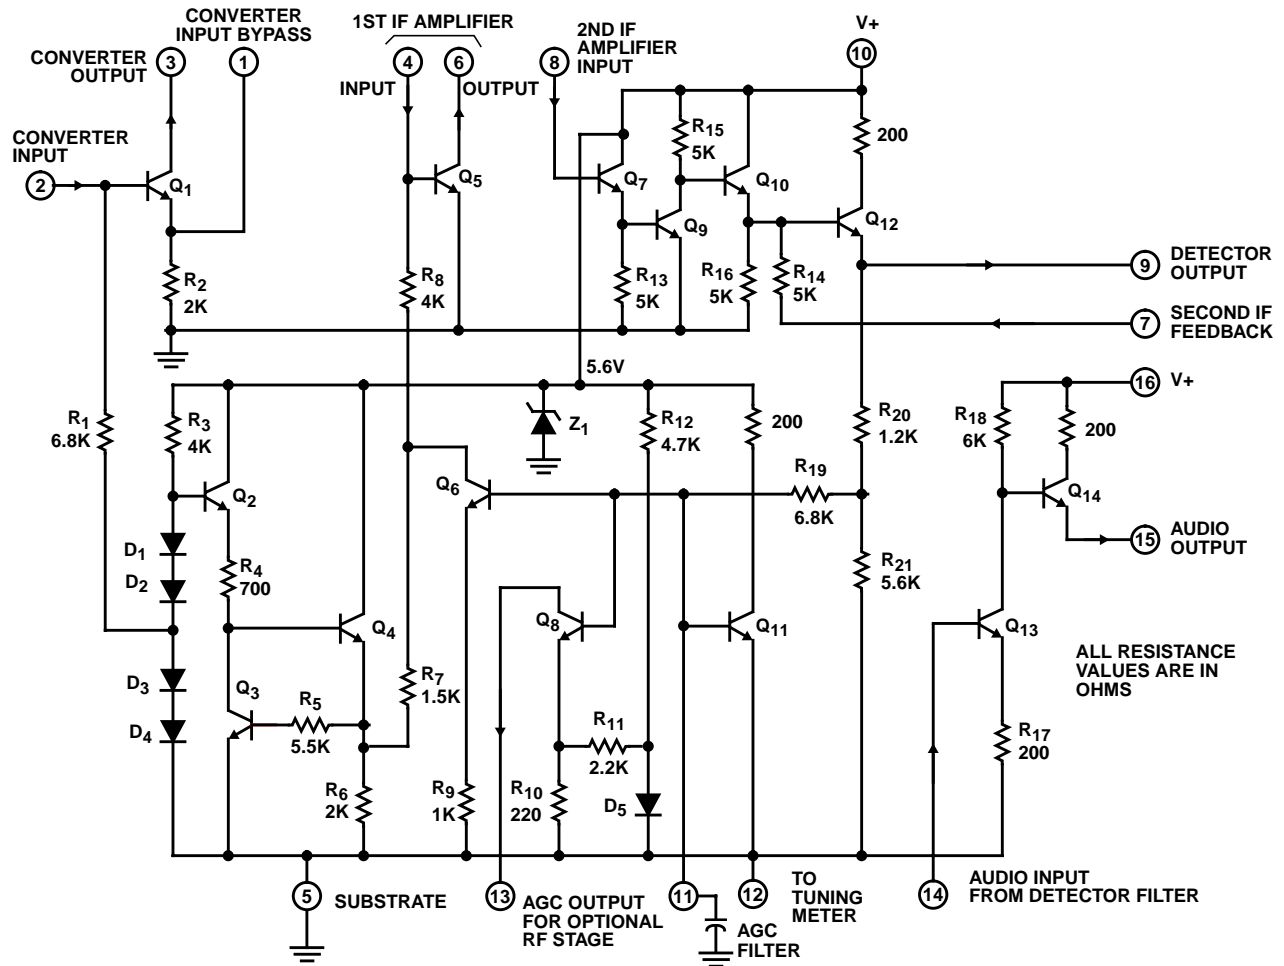 CONVERTER
INPUT BYPASS
1ST IF AMPLIFIER
2ND IF
AMPLIFIER
INPUT
V+
CONVERTER
OUTPUT
3
1
4
6
8
10
INPUT
OUTPUT
CONVERTER
INPUT
2
Q1
Q5
Q7
R15
5K
Q10
200
Q9
Q12
R2
2K
R8
4K
R13
5K
R16
5K
R14
5K
9
DETECTOR
OUTPUT
7
SECOND IF
FEEDBACK
5.6V
R1
6.8K
R3
4K
Z1
R12
4.7K
200
R20
1.2K
R18
6K
200
16
V+
Q2
Q6
R19
6.8K
Q14
D1
D2
R4
700
R21
5.6K
15
AUDIO
OUTPUT
Q4
Q8
Q11
Q13
ALL RESISTANCE
VALUES ARE IN
OHMS
D3
D4
Q3
R5
5.5K
R7
1.5K
R11
2.2K
R17
200
R6
2K
R9
1K
R10
220
D5
5
SUBSTRATE
13
AGC OUTPUT
FOR OPTIONAL
RF STAGE
11
AGC
FILTER
12
TO
TUNING
METER
14
AUDIO INPUT
FROM DETECTOR FILTER